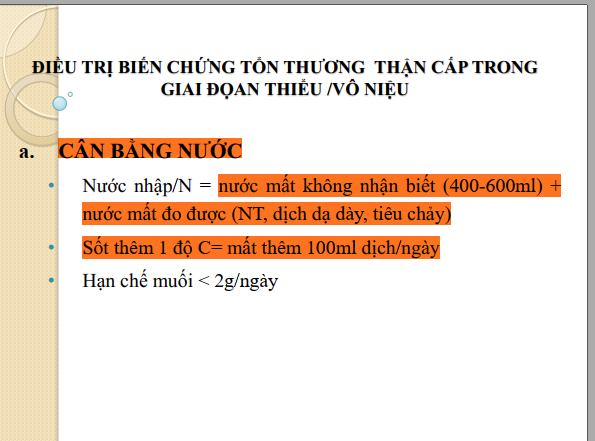 ĐIỀU TRỊ BIẾN CHỨNG TỔN THƯƠNG THẬN CẤP TRONG
GIAI ĐỌAN THIỂU /VÔ NIỆU
a. CÂN BẰNG NƯỚC
• Nước nhập/N = nước mất không nhận biết (400-600ml) +
nước mất đo được (NT, dịch dạ dày, tiêu chảy)
• Sốt thêm 1 độ C= mất thêm 100ml dịch/ngày
• Hạn chế muối < 2g/ngày